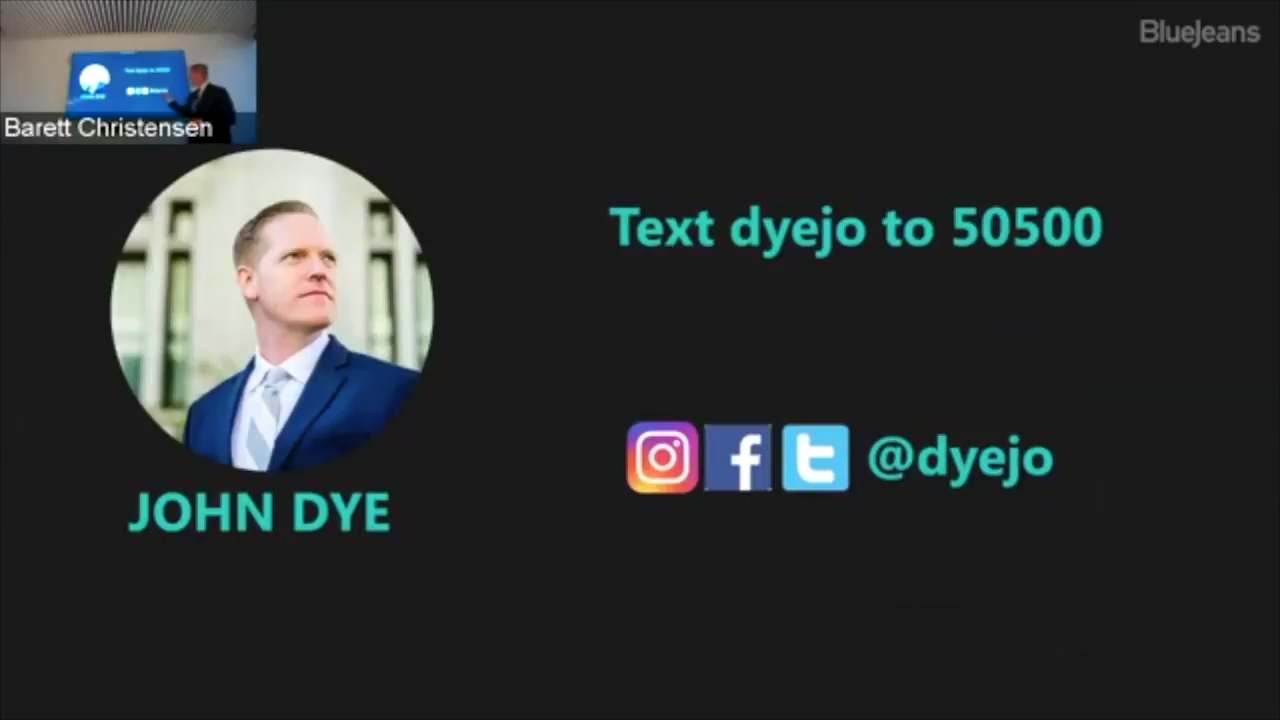 BlueJeans
Barett Christensen
Text dyejo to 50500
@dyejo
JOHN DYE